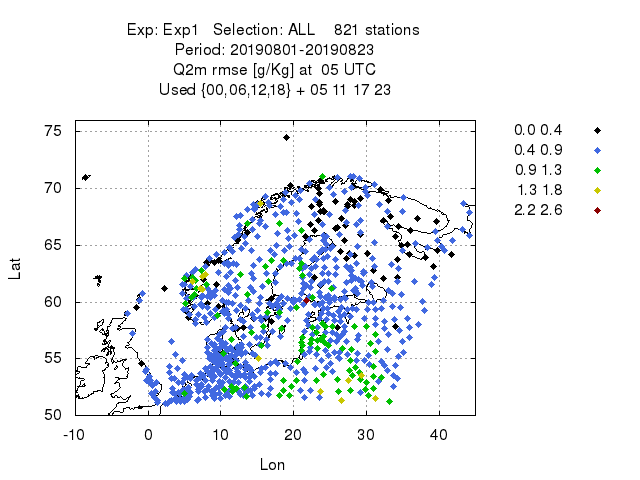 Exp: Exp1 Selection: ALL 821 stations
Period: 20190801-20190823
Q2m rmse [g/Kg] at 05 UTC
Used {00,06,12,18} + 05 11 17 23
0.0 0.4
0.4 0.9
0.9 1.3
1.3 1.8
2.2 2.6
75
70
65
60
55
50
Lat
-10 0 10 20 30 40
Lon